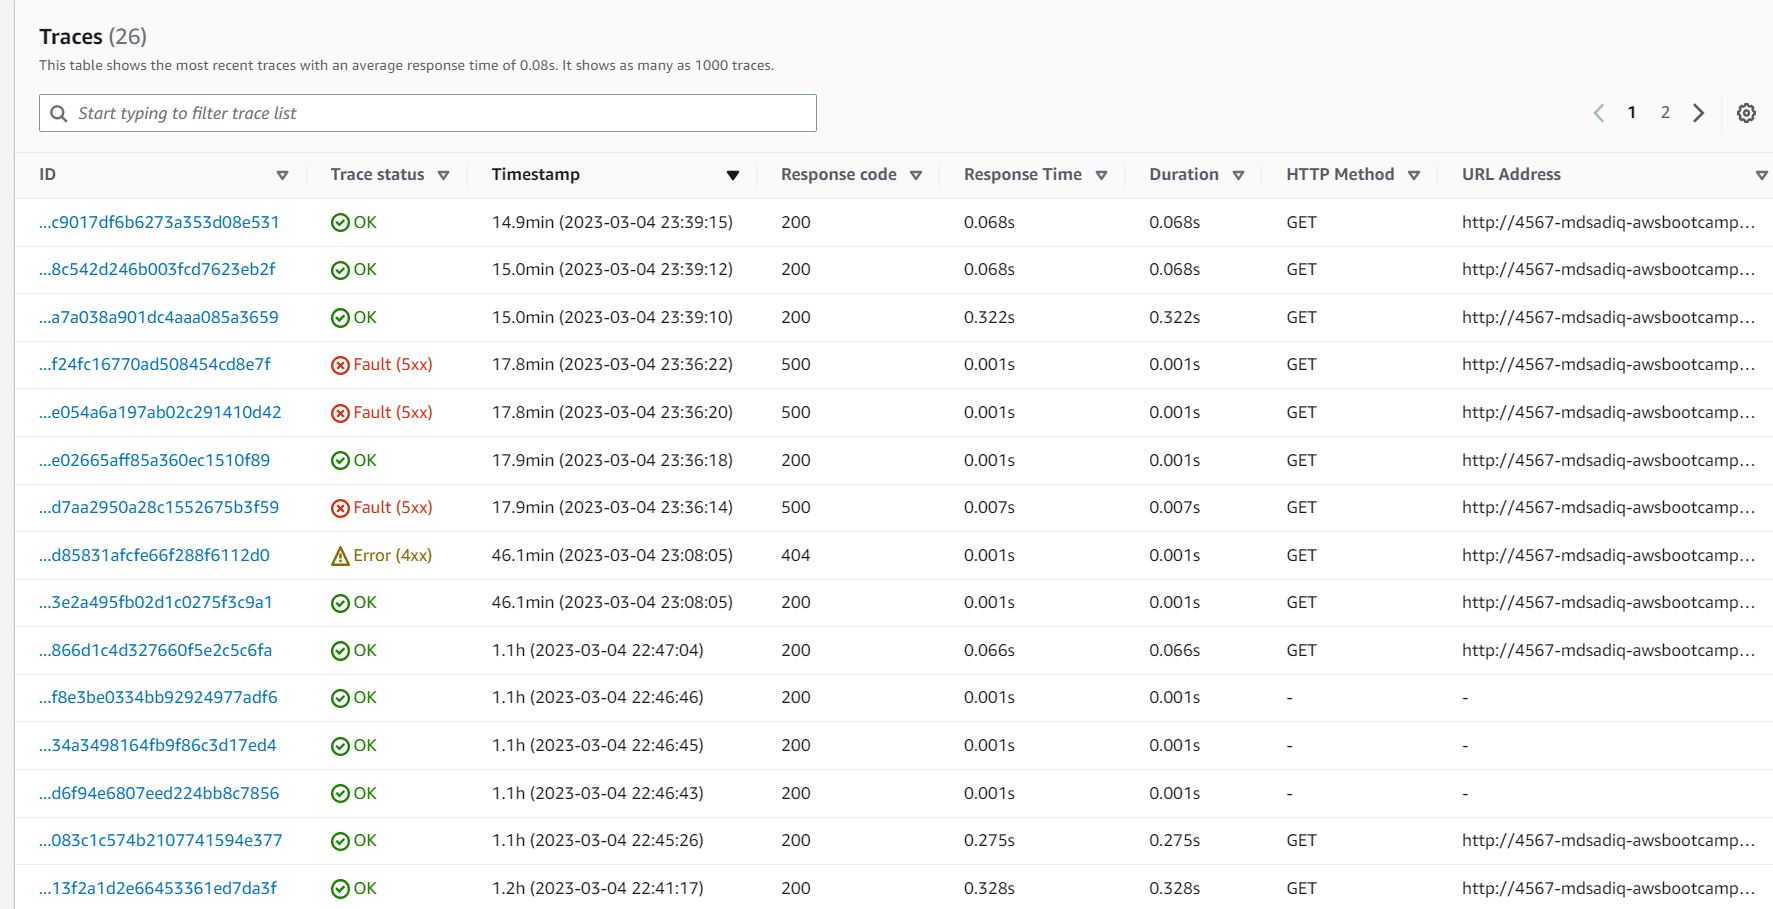 Traces (26)
This table shows the most recent traces with an average response time of 0.08s. It shows as many as 1000 traces.
Start typing to filter trace list
1 2
ID Trace status Timestamp Response code Response Time Duration HTTP Method URL Address
...c9017df6b6273a353d08e531 OK 14.9min (2023-03-04 23:39:15) 200 0.068s 0.068s GET http://4567-mdsadiq-awsbootcamp...
...8c542d246b003fcd7623eb2f OK 15.0min (2023-03-04 23:39:12) 200 0.068s 0.068s GET http://4567-mdsadiq-awsbootcamp...
...a7a038a901dc4aaa085a3659 OK 15.0min (2023-03-04 23:39:10) 200 0.322s 0.322s GET http://4567-mdsadiq-awsbootcamp...
...f24fc16770ad508454cd8e7f Fault (5xx) 17.8min (2023-03-04 23:36:22) 500 0.001s 0.001s GET http://4567-mdsadiq-awsbootcamp...
...e054a6a197ab02c291410d42 Fault (5xx) 17.8min (2023-03-04 23:36:20) 500 0.001s 0.001s GET http://4567-mdsadiq-awsbootcamp...
...e02665aff85a360ec1510f89 OK 17.9min (2023-03-04 23:36:18) 200 0.001s 0.001s GET http://4567-mdsadiq-awsbootcamp...
...d7aa2950a28c1552675b3f59 Fault (5xx) 17.9min (2023-03-04 23:36:14) 500 0.007s 0.007s GET http://4567-mdsadiq-awsbootcamp...
...d85831afcfe66f288f6112d0 Error (4xx) 46.1min (2023-03-04 23:08:05) 404 0.001s 0.001s GET http://4567-mdsadiq-awsbootcamp...
...3e2a495fb02d1c0275f3c9a1 OK 46.1min (2023-03-04 23:08:05) 200 0.001s 0.001s GET http://4567-mdsadiq-awsbootcamp...
...866d1c4d327660f5e2c5c6fa OK 1.1h (2023-03-04 22:47:04) 200 0.066s 0.066s GET http://4567-mdsadiq-awsbootcamp...
...f8e3be0334bb92924977adf6 OK 1.1h (2023-03-04 22:46:46) 200 0.001s 0.001s - -
...34a3498164fb9f86c3d17ed4 OK 1.1h (2023-03-04 22:46:45) 200 0.001s 0.001s - -
...d6f94e6807eed224bb8c7856 OK 1.1h (2023-03-04 22:46:43) 200 0.001s 0.001s - -
...083c1c574b2107741594e377 OK 1.1h (2023-03-04 22:45:26) 200 0.275s 0.275s GET http://4567-mdsadiq-awsbootcamp...
...13f2a1d2e66453361ed7da3f OK 1.2h (2023-03-04 22:41:17) 200 0.328s 0.328s GET http://4567-mdsadiq-awsbootcamp...